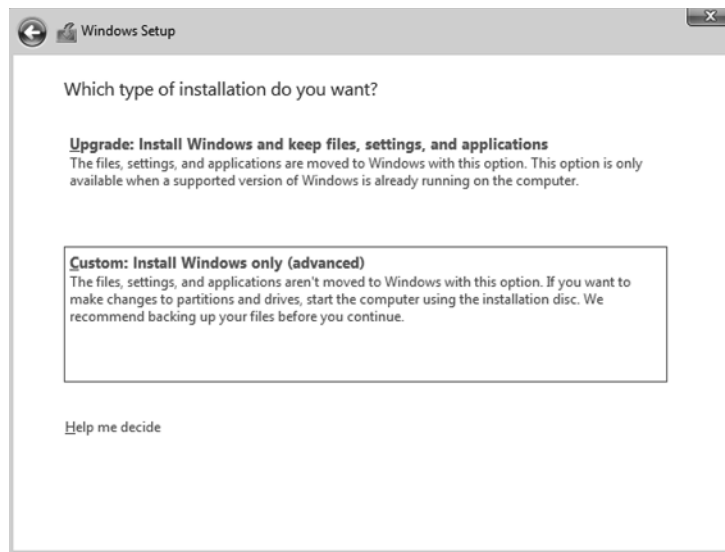 Windows Setup
Which type of installation do you want?
Upgrade: Install Windows and keep files, settings, and applications
The files, settings, and applications are moved to Windows with this option. This option is only
available when a supported version of Windows is already running on the computer.
Custom: Install Windows only (advanced)
The files, settings, and applications aren't moved to Windows with this option. If you want to
make changes to partitions and drives, start the computer using the installation disc. We
recommend backing up your files before you continue.
Help me decide